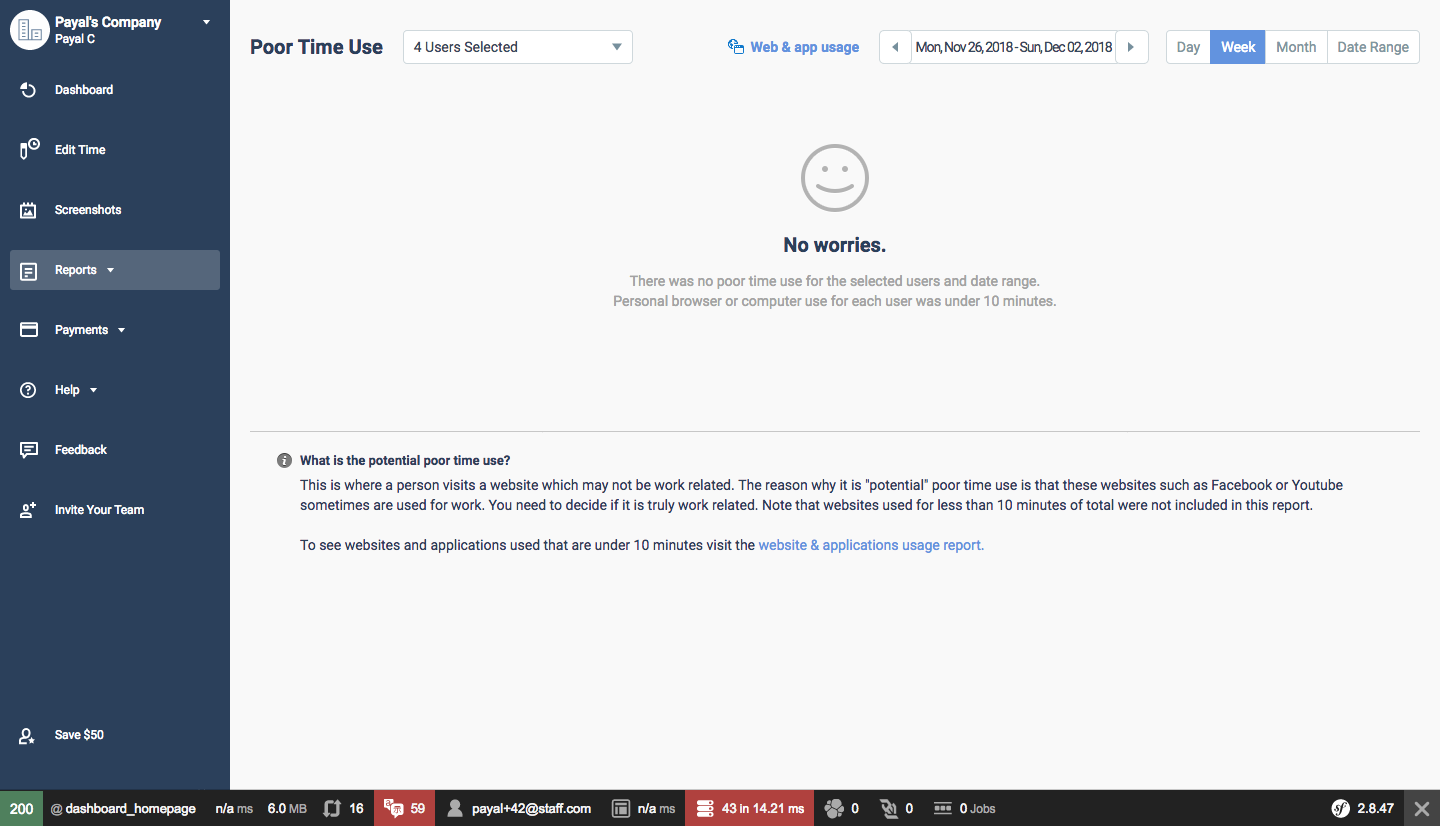 Payal's Company
Payal C
Dashboard
Edit Time
Screenshots
Reports
Payments
Help
Feedback
Invite Your Team
Save $50
Poor Time Use
4 Users Selected
Web & app usage
Mon, Nov 26, 2018 - Sun, Dec 02, 2018
Day Week Month Date Range
No worries.
There was no poor time use for the selected users and date range.
Personal browser or computer use for each user was under 10 minutes.
What is the potential poor time use?
This is where a person visits a website which may not be work related. The reason why it is "potential" poor time use is that these websites such as Facebook or Youtube
sometimes are used for work. You need to decide if it is truly work related. Note that websites used for less than 10 minutes of total were not included in this report.
To see websites and applications used that are under 10 minutes visit the website & applications usage report.
200 @ dashboard_homepage n/a ms 6.0 MB 16 59 payal+42@staff.com n/a ms 43 in 14.21 ms 0 0 0 Jobs sf 2.8.47